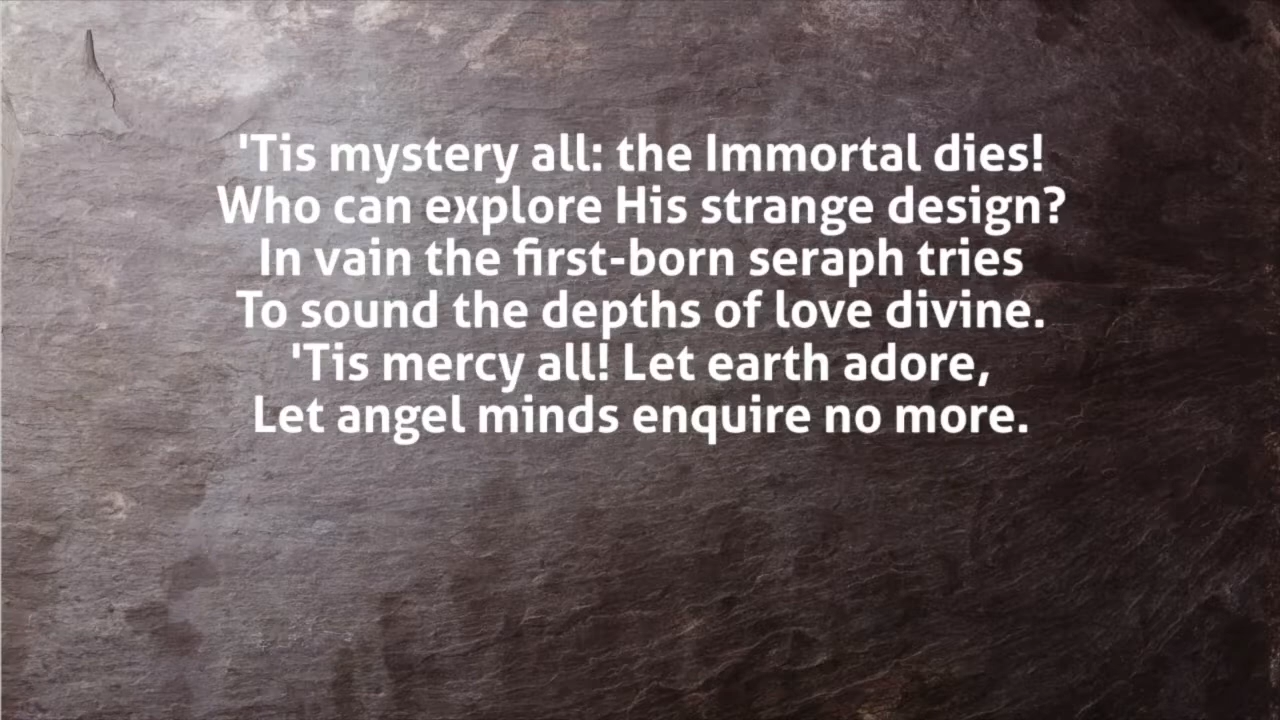 'Tis mystery all: the Immortal dies!
Who can explore His strange design?
In vain the first-born seraph tries
To sound the depths of love divine.
'Tis mercy all! Let earth adore,
Let angel minds enquire no more.